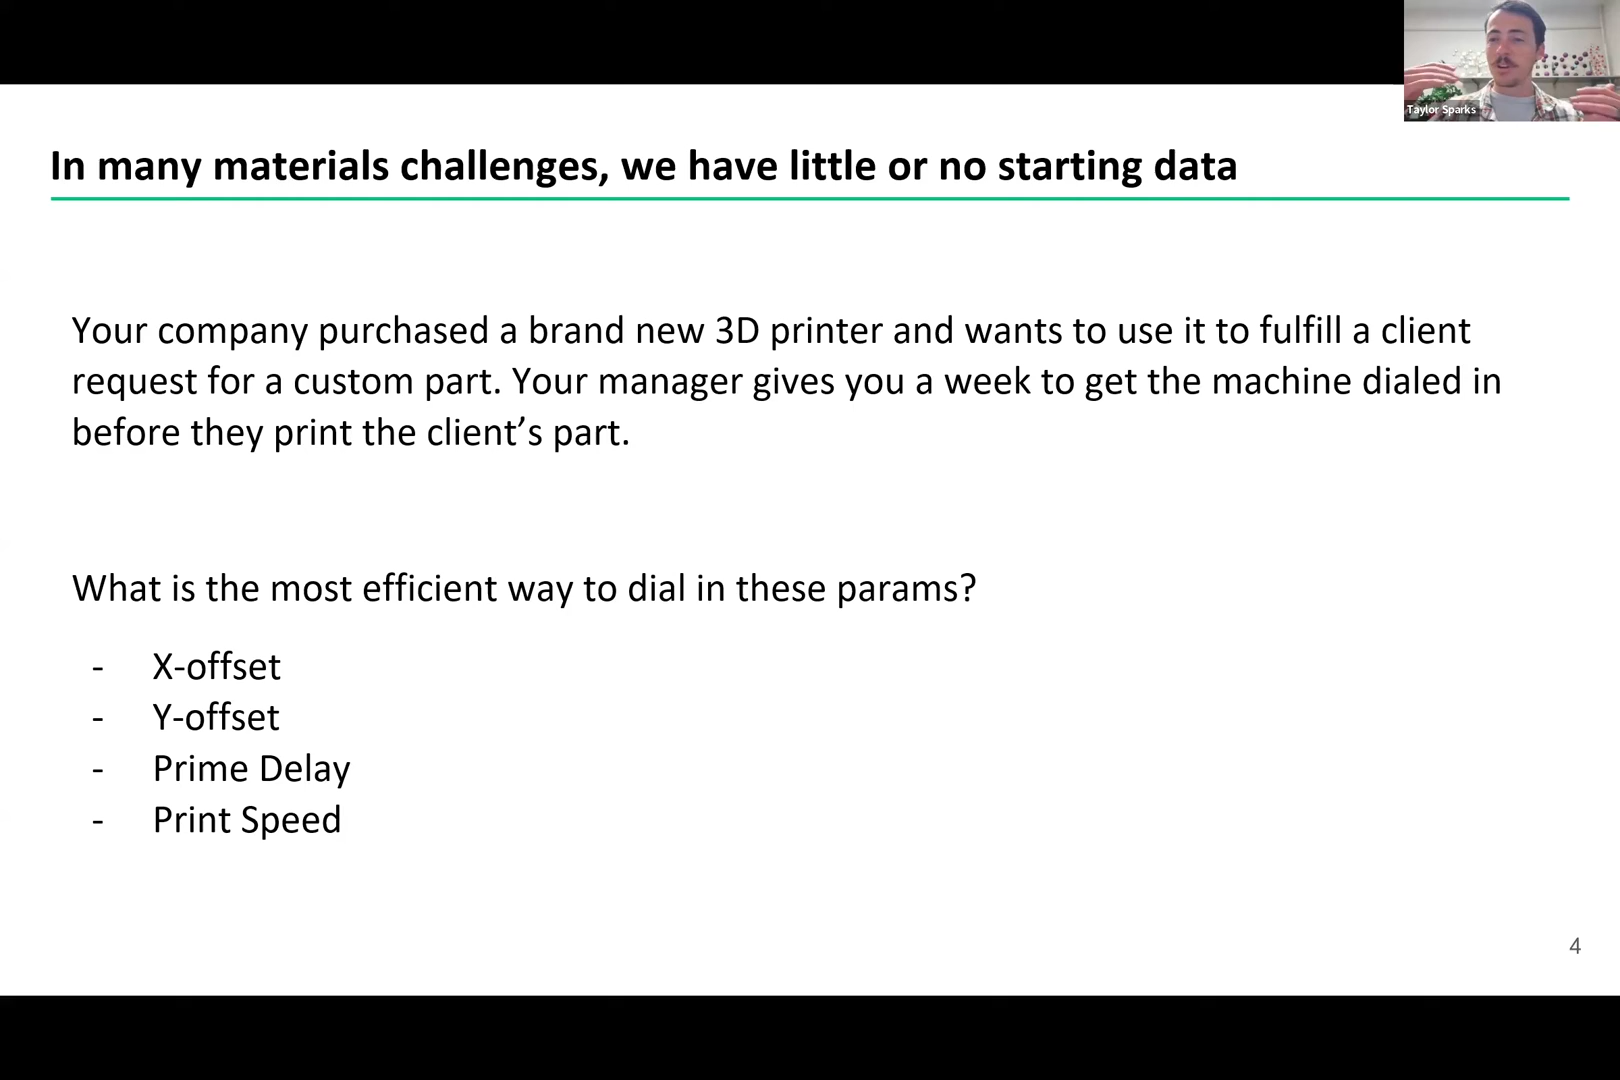 Taylor Sparks
In many materials challenges, we have little or no starting data
Your company purchased a brand new 3D printer and wants to use it to fulfill a client
request for a custom part. Your manager gives you a week to get the machine dialed in
before they print the client’s part.
What is the most efficient way to dial in these params?
- X-offset
- Y-offset
- Prime Delay
- Print Speed
4